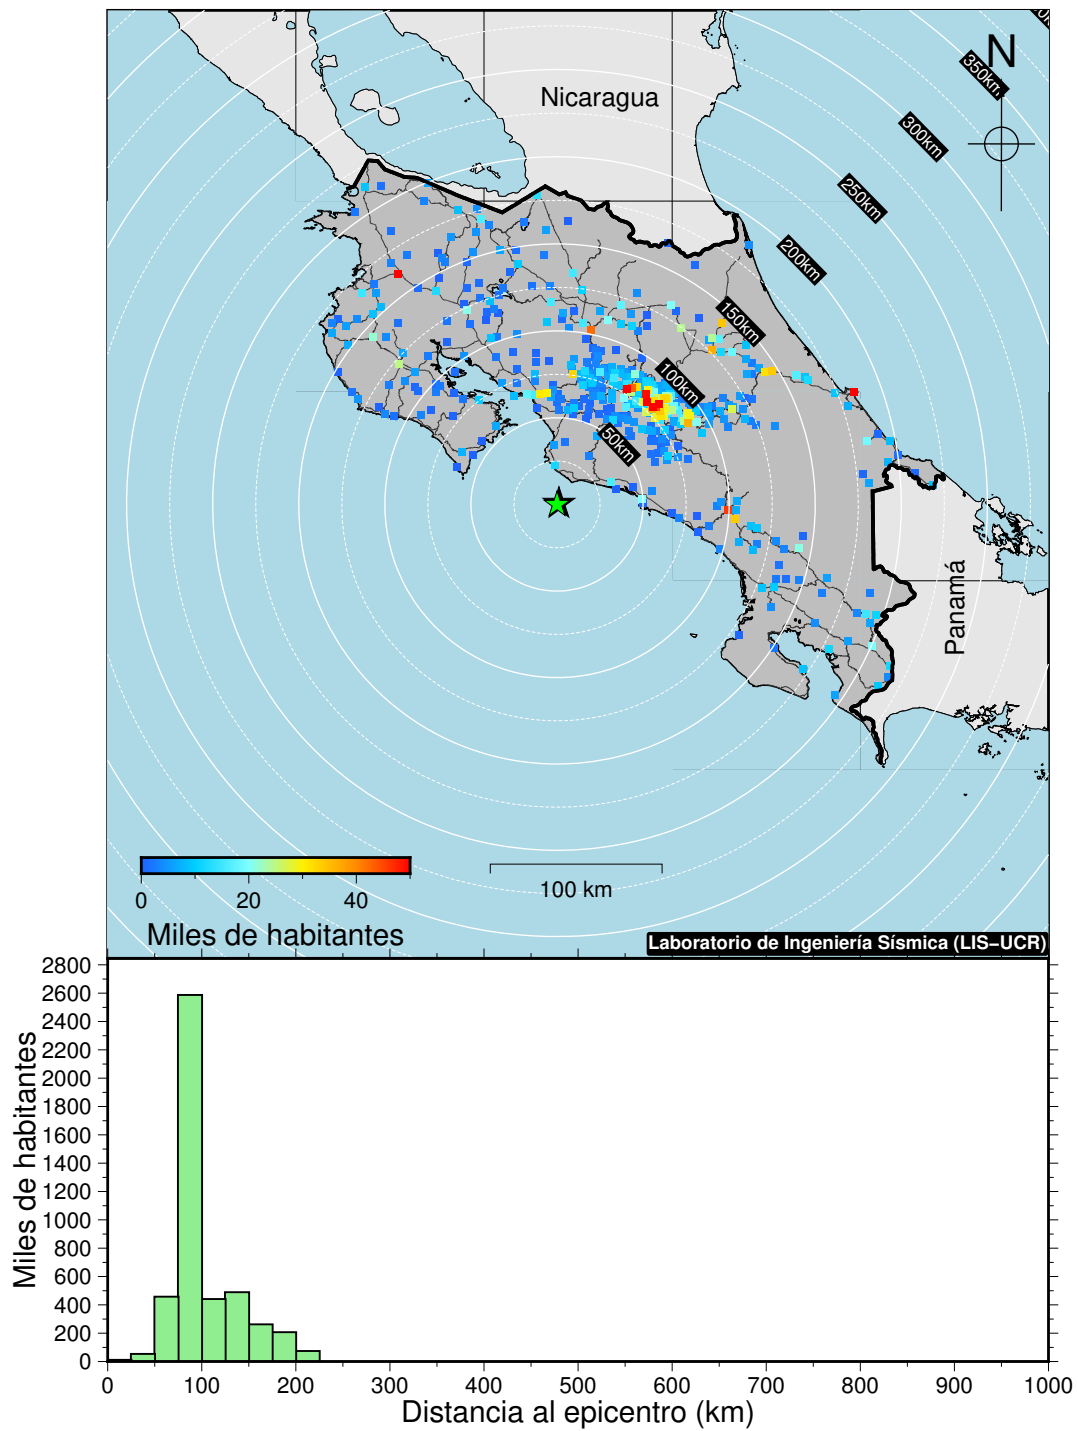 N
Nicaragua
350km
300km
250km
200km
150km
100km
50km
Panamá
0
20
40
Miles de habitantes
100 km
Laboratorio de Ingeniería Sísmica (LIS−UCR)
2800
2600
2400
2200
2000
1800
1600
1400
1200
1000
800
600
400
200
0
Miles de habitantes
0 100 200 300 400 500 600 700 800 900 1000
Distancia al epicentro (km)